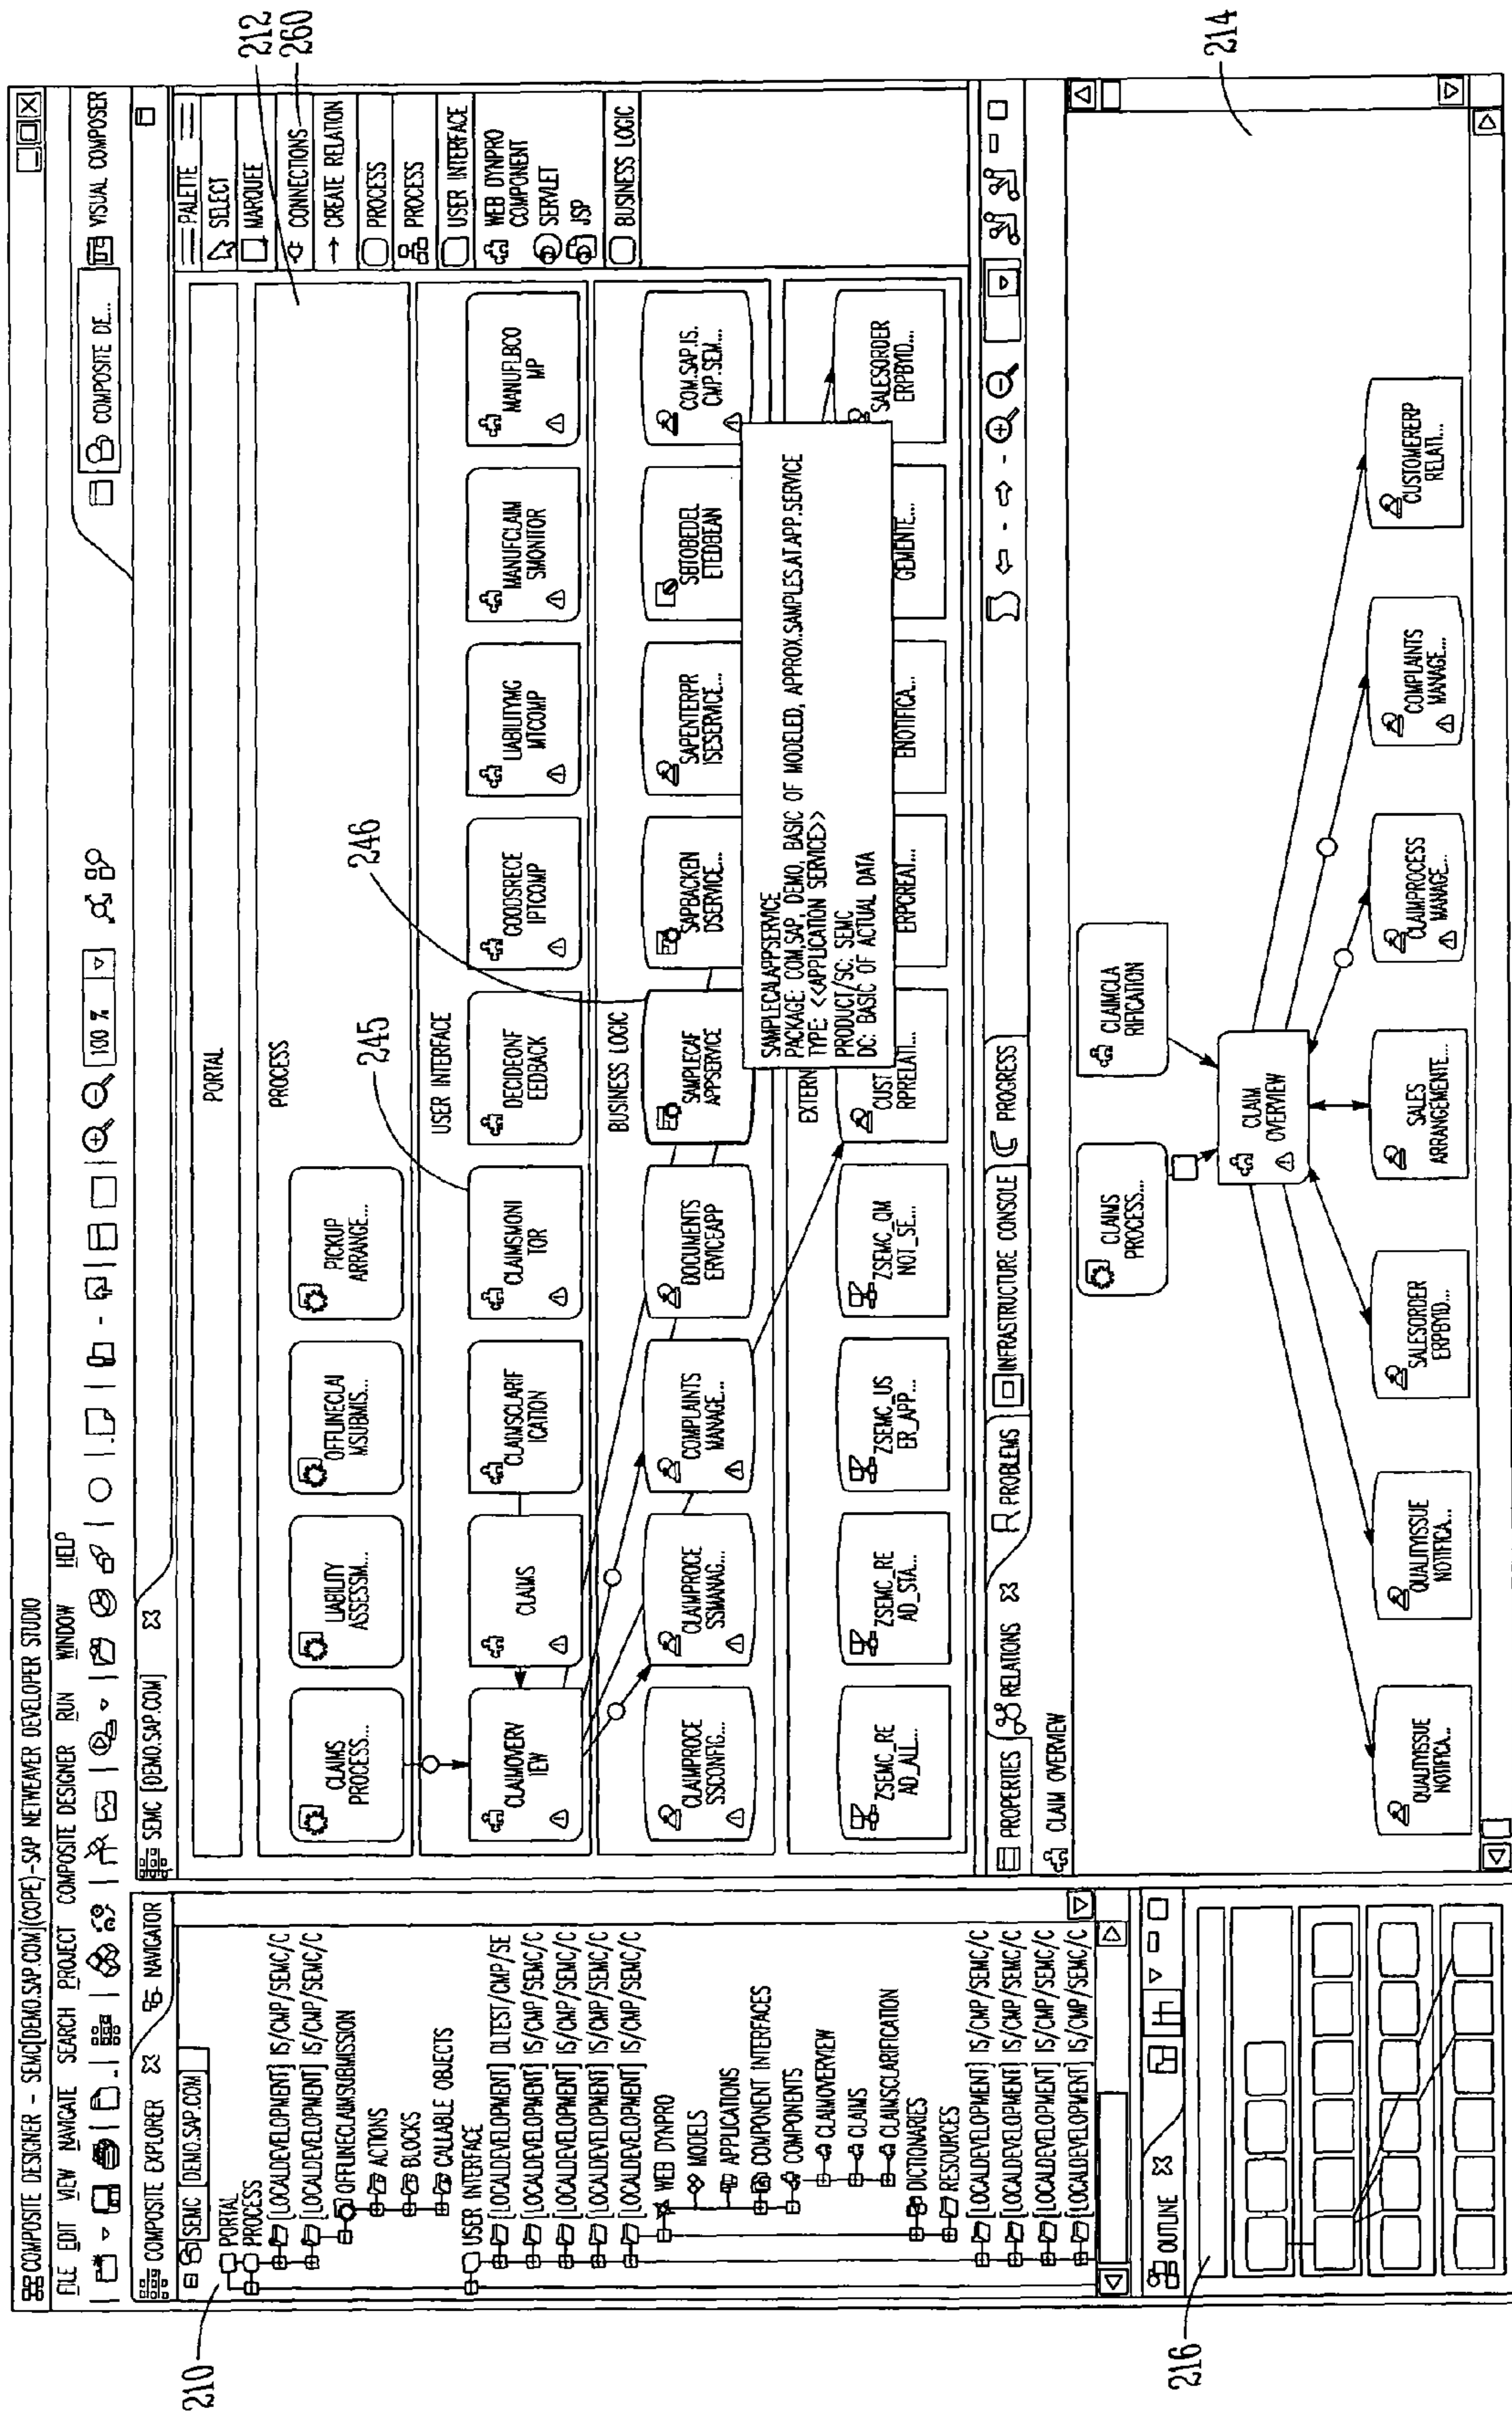 COMPOSITE DESIGNER - SEMC[DEMO.SAP.COM](COPE)-SAP NETWEAVER DEVELOPER STUDIO
FILE EDIT VIEW NAVIGATE SEARCH PROJECT COMPOSITE DESIGNER RUN WINDOW HELP
100 %
COMPOSITE DE...
VISUAL COMPOSER
COMPOSITE EXPLORER
NAVIGATOR
SEMC [DEMO.SAP.COM]
PORTAL
PROCESS
[LOCALDEVELOPMENT] IS/CMP/SEMC/C
[LOCALDEVELOPMENT] IS/CMP/SEMC/C
OFFLINECLAIMSUBMISSION
ACTIONS
BLOCKS
CALLABLE OBJECTS
USER INTERFACE
[LOCALDEVELOPMENT] DLTEST/CMP/SE
[LOCALDEVELOPMENT] IS/CMP/SEMC/C
[LOCALDEVELOPMENT] IS/CMP/SEMC/C
[LOCALDEVELOPMENT] IS/CMP/SEMC/C
[LOCALDEVELOPMENT] IS/CMP/SEMC/C
WEB DYNPRO
MODELS
APPLICATIONS
COMPONENT INTERFACES
COMPONENTS
CLAIMOVERVIEW
CLAIMS
CLAIMSCLARIFICATION
DICTIONARIES
RESOURCES
[LOCALDEVELOPMENT] IS/CMP/SEMC/C
[LOCALDEVELOPMENT] IS/CMP/SEMC/C
[LOCALDEVELOPMENT] IS/CMP/SEMC/C
[LOCALDEVELOPMENT] IS/CMP/SEMC/C
210
OUTLINE
216
SEMC [DEMO.SAP.COM]
PORTAL
PROCESS
CLAIMS
PROCESS...
LIABILITY
ASSESSM...
OFFLINECLAI
MSUBMIS...
PICKUP
ARRANGE...
USER INTERFACE
CLAIMOVERV
IEW
CLAIMS
CLAIMSCLARIF
ICATION
CLAIMSMONI
TOR
DECIDEONF
EEDBACK
GOODSRECE
IPTCOMP
LIABILITYMG
MTCOMP
MANUFCLAIM
SMONITOR
MANUFLBCO
MP
245
246
BUSINESS LOGIC
CLAIMPROCE
SSCONFIG...
CLAIMPROCE
SSMANAG...
COMPLAINTS
MANAGE...
DOCUMENTS
ERVICEAPP
SAMPLECAF
APPSERVICE
SAPBACKEN
DSERVICE...
SAPENTERPR
ISESERVICE...
SBTOBEDEL
ETEDBEAN
COM.SAP.IS.
CMP.SEM...
SAMPLECALAPPSERVICE
PACKAGE: COM,SAP, DEMO, BASIC OF MODELED, APPROX.SAMPLES.AT.APP.SERVICE
TYPE: <<APPLICATION SERVICE>>
PRODUCT/SC: SEMC
DC: BASIC OF ACTUAL DATA
EXTERN
ZSEMC_RE
AD_ALL...
ZSEMC_RE
AD_STA...
ZSEMC_US
ER_APP...
ZSEMC_QM
NOT_SE...
CUST
RPRELATI...
ERPCREAT...
ENOTIFICA...
GEMENTE...
SALESORDER
ERPBYID...
PALETTE
SELECT
MARQUEE
CONNECTIONS
CREATE RELATION
PROCESS
PROCESS
USER INTERFACE
WEB DYNPRO
COMPONENT
SERVLET
JSP
BUSINESS LOGIC
212
260
PROPERTIES
RELATIONS
PROBLEMS
INFRASTRUCTURE CONSOLE
PROGRESS
CLAIM OVERVIEW
CLAIMS
PROCESS...
CLAIMCLA
RIFICATION
CLAIM
OVERVIEW
QUALITYISSUE
NOTIFICA...
QUALITYISSUE
NOTIFICA...
SALESORDER
ERPBYID...
SALES
ARRANGEMENTE...
CLAIMPROCESS
MANAGE...
COMPLAINTS
MANAGE...
CUSTOMERERP
RELATI...
214